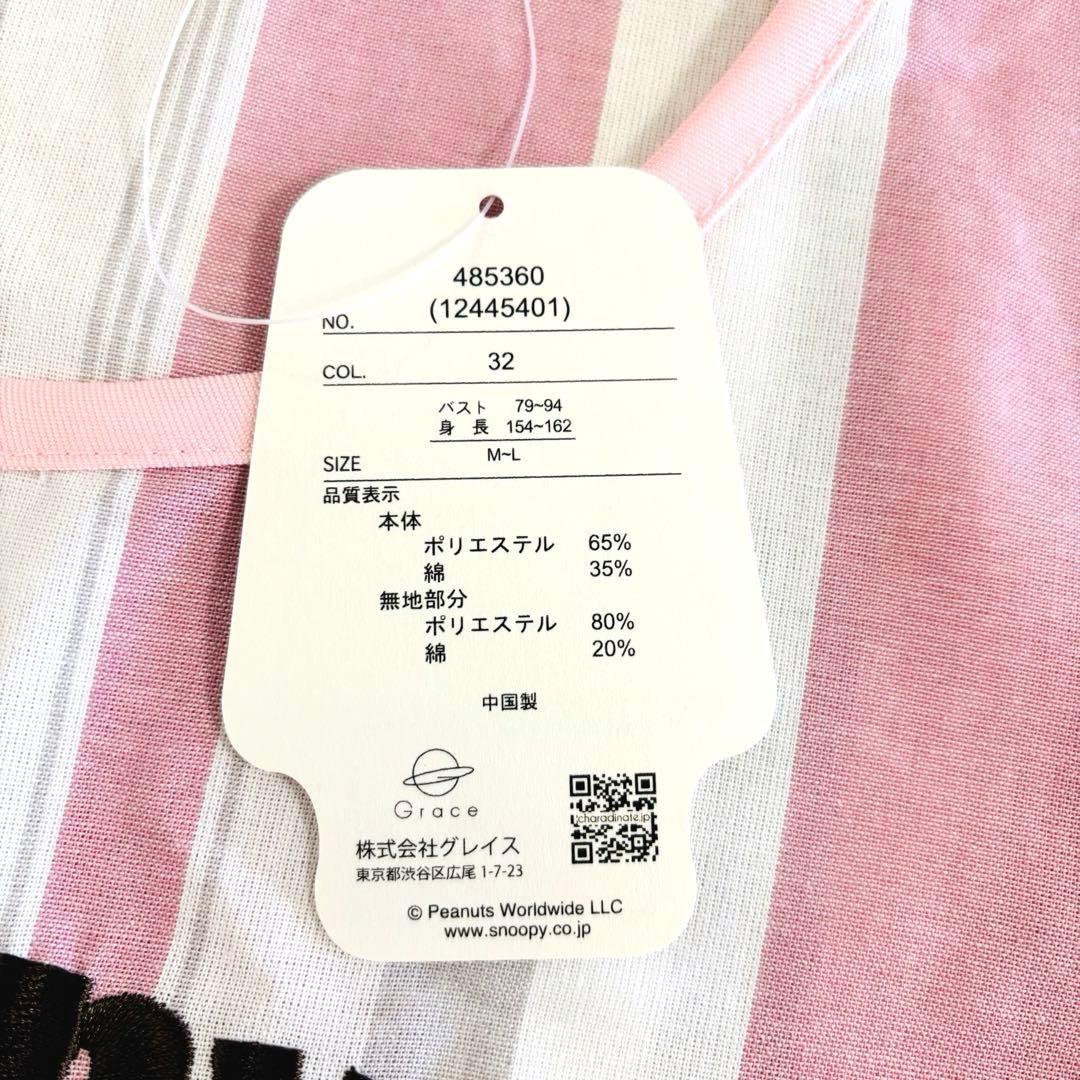 485360
(12445401)
NO.
COL. 32
バスト 79~94
身 長 154~162
M~L
SIZE
品質表示
本体
ポリエステル 65%
綿 35%
無地部分
ポリエステル 80%
綿 20%
中国製
Grace
charadinate.jp
株式会社グレイス
東京都渋谷区広尾 1-7-23
© Peanuts Worldwide LLC
www.snoopy.co.jp